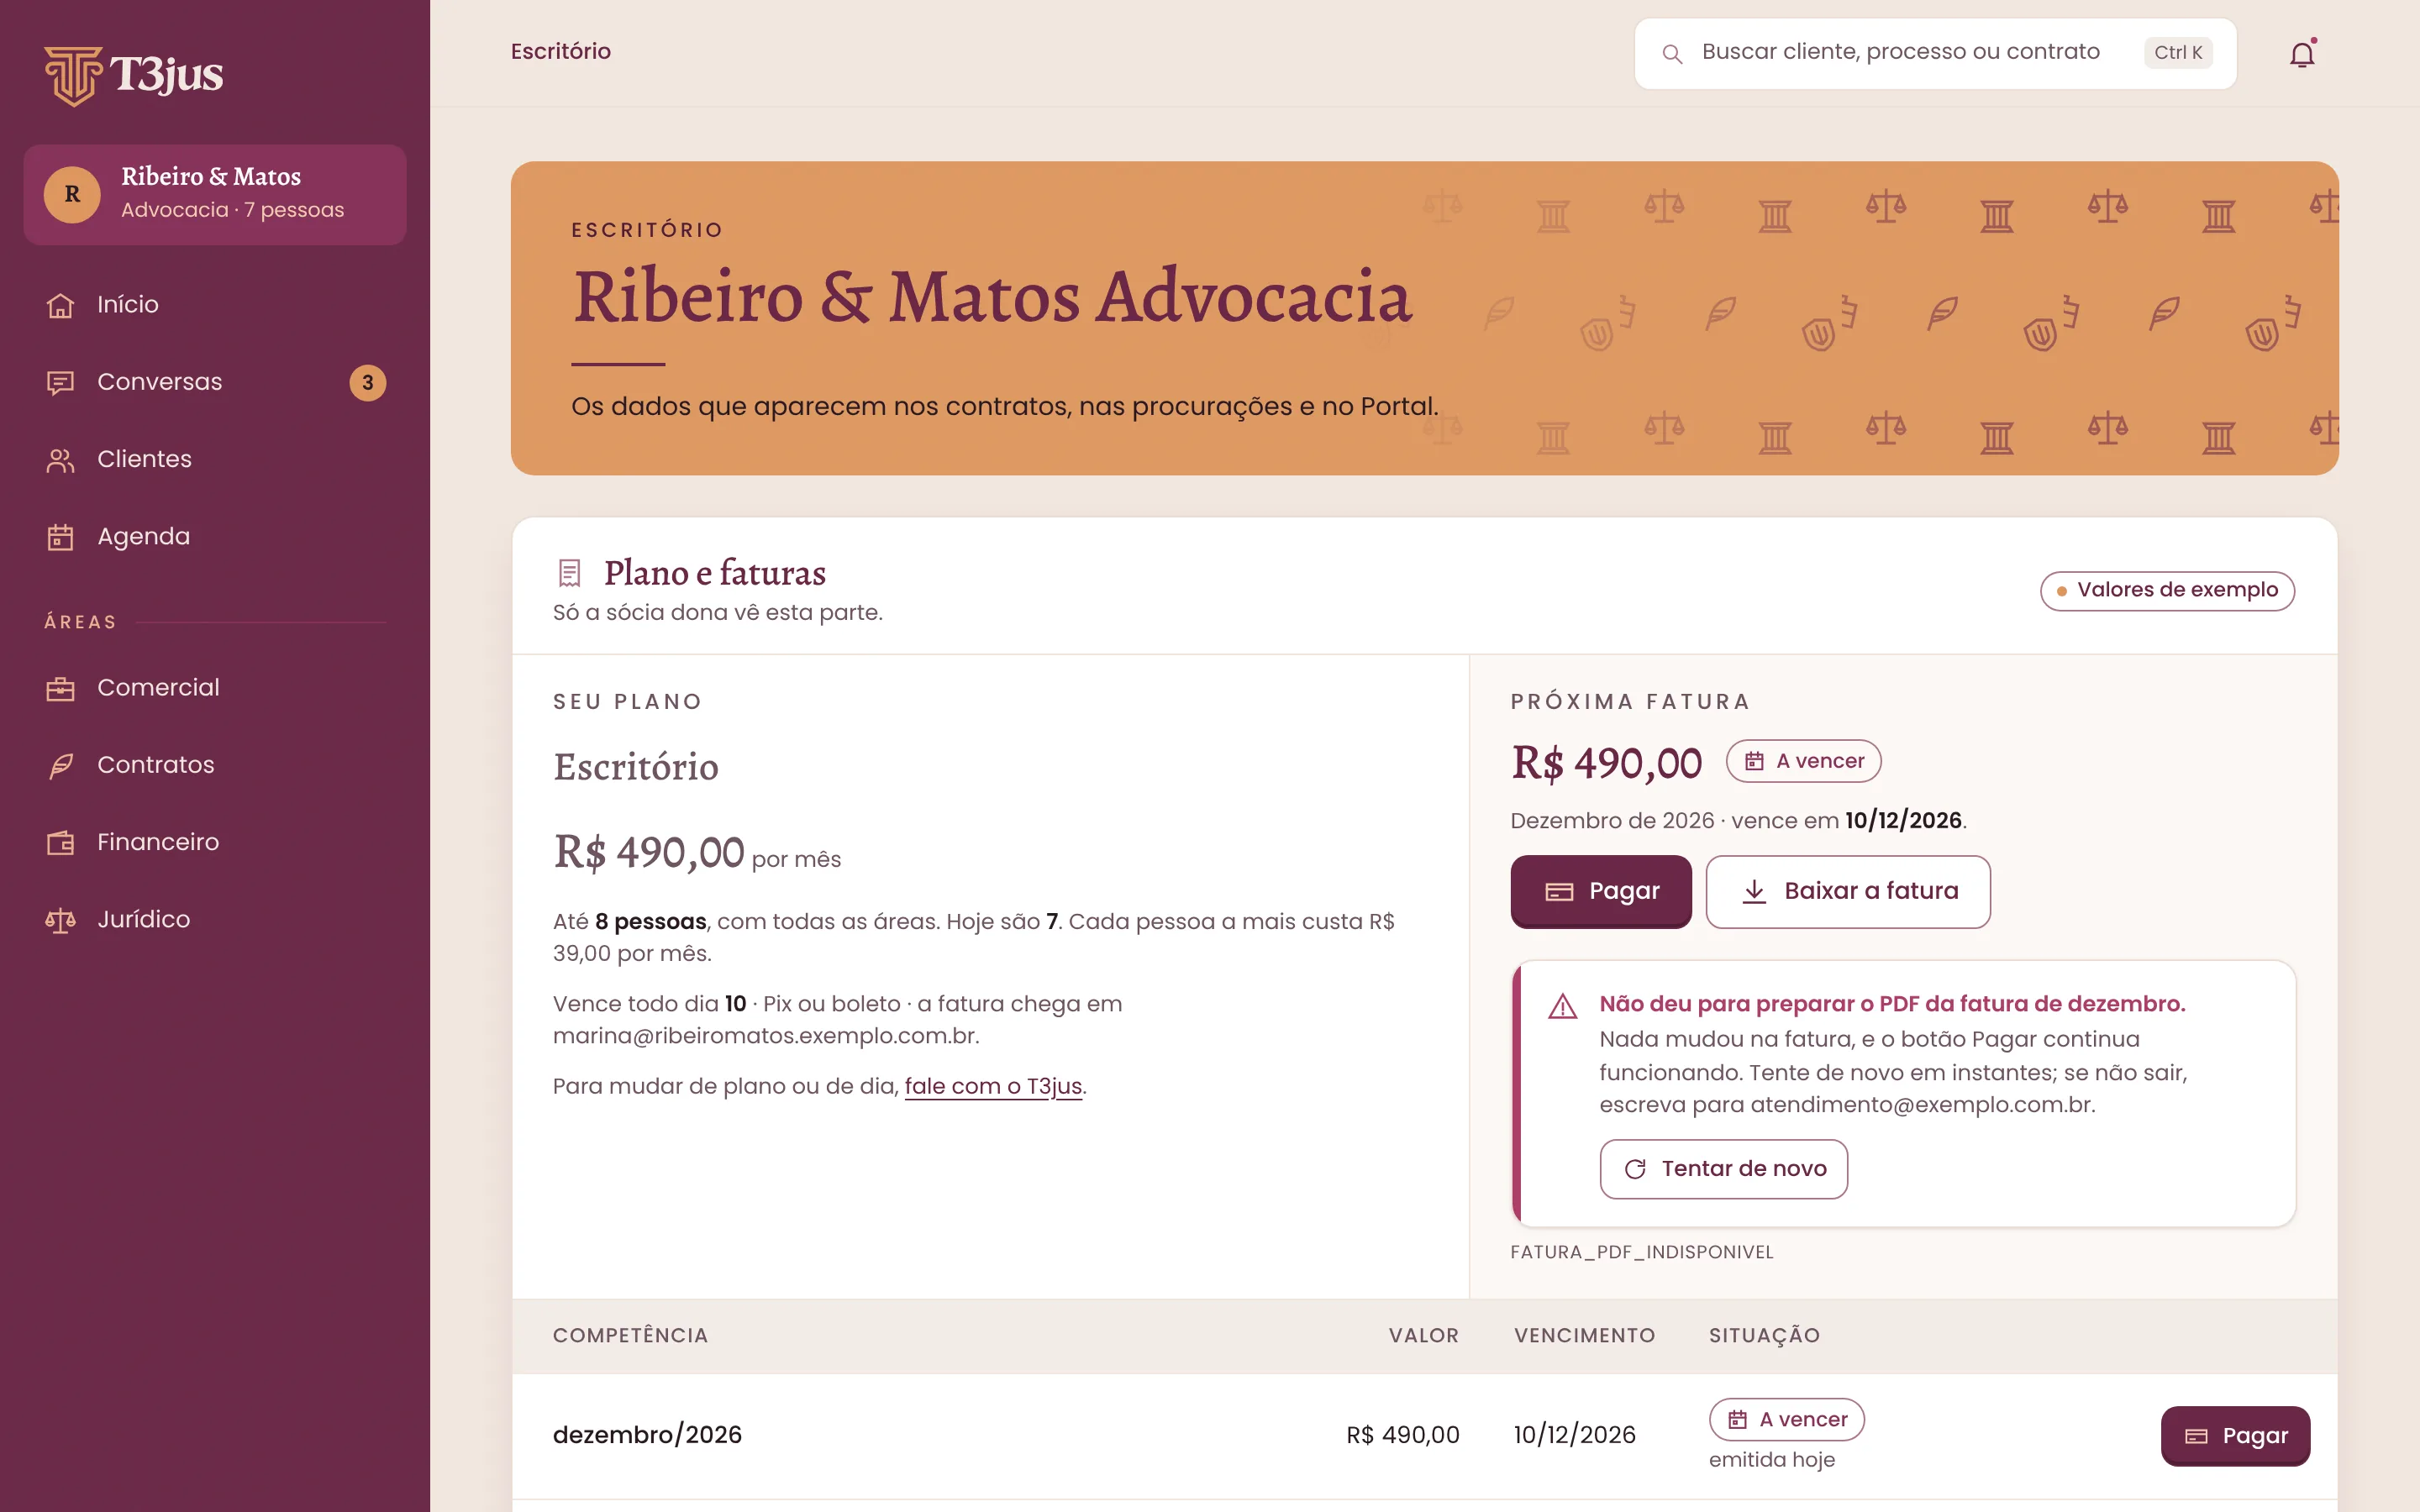 T3jus
R
Ribeiro & Matos
Advocacia · 7 pessoas
Início
Conversas
3
Clientes
Agenda
ÁREAS
Comercial
Contratos
Financeiro
Jurídico
Escritório
Buscar cliente, processo ou contrato
Ctrl K
ESCRITÓRIO
Ribeiro & Matos Advocacia
Os dados que aparecem nos contratos, nas procurações e no Portal.
Plano e faturas
Só a sócia dona vê esta parte.
Valores de exemplo
SEU PLANO
Escritório
R$ 490,00 por mês
Até 8 pessoas, com todas as áreas. Hoje são 7. Cada pessoa a mais custa R$
39,00 por mês.
Vence todo dia 10 · Pix ou boleto · a fatura chega em
marina@ribeiromatos.exemplo.com.br.
Para mudar de plano ou de dia, fale com o T3jus.
PRÓXIMA FATURA
R$ 490,00
A vencer
Dezembro de 2026 · vence em 10/12/2026.
Pagar
Baixar a fatura
Não deu para preparar o PDF da fatura de dezembro.
Nada mudou na fatura, e o botão Pagar continua
funcionando. Tente de novo em instantes; se não sair,
escreva para atendimento@exemplo.com.br.
Tentar de novo
FATURA_PDF_INDISPONIVEL
COMPETÊNCIA VALOR VENCIMENTO SITUAÇÃO
dezembro/2026 R$ 490,00 10/12/2026 A vencer
emitida hoje
Pagar